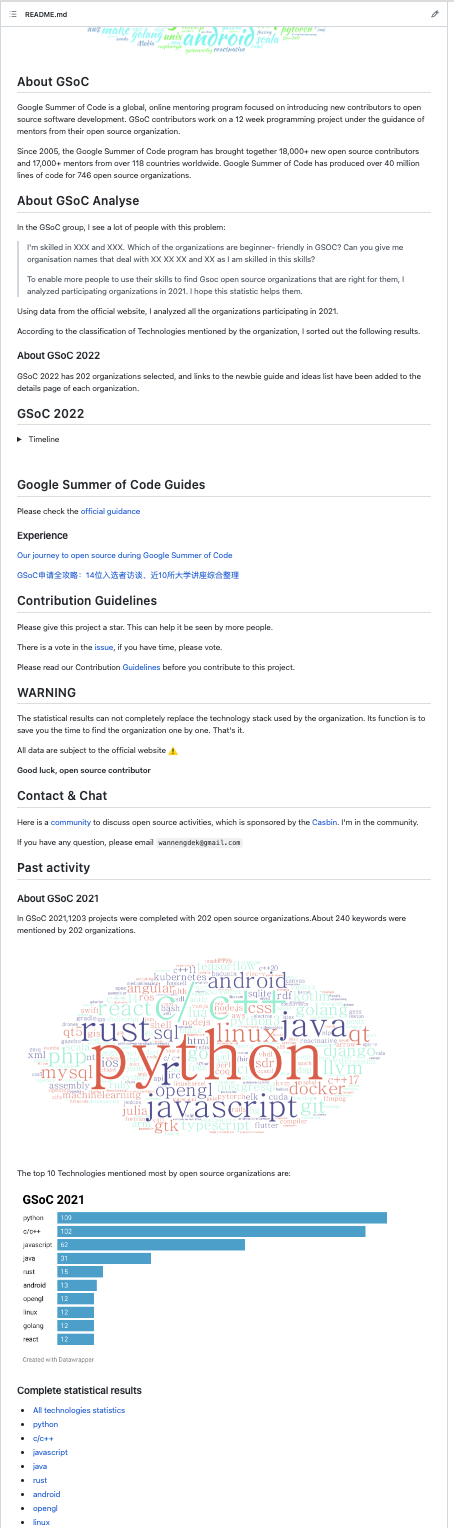 README.md
make golang
unix
android
pytorch
scala
reactnative
About GSoC
Google Summer of Code is a global, online mentoring program focused on introducing new contributors to open
source software development. GSoC contributors work on a 12 week programming project under the guidance of
mentors from their open source organization.
Since 2005, the Google Summer of Code program has brought together 18,000+ new open source contributors
and 17,000+ mentors from over 118 countries worldwide. Google Summer of Code has produced over 40 million
lines of code for 746 open source organizations.
About GSoC Analyse
In the GSoC group, I see a lot of people with this problem:
I'm skilled in XXX and XXX. Which of the organizations are beginner- friendly in GSOC? Can you give me
organisation names that deal with XX XX XX and XX as I am skilled in this skills?
To enable more people to use their skills to find Gsoc open source organizations that are right for them, I
analyzed participating organizations in 2021. I hope this statistic helps them.
Using data from the official website, I analyzed all the organizations participating in 2021.
According to the classification of Technologies mentioned by the organization, I sorted out the following results.
About GSoC 2022
GSoC 2022 has 202 organizations selected, and links to the newbie guide and ideas list have been added to the
details page of each organization.
GSoC 2022
Timeline
Google Summer of Code Guides
Please check the official guidance
Experience
Our journey to open source during Google Summer of Code
GSoC申请全攻略：14位入选者访谈、近10所大学讲座综合整理
Contribution Guidelines
Please give this project a star. This can help it be seen by more people.
There is a vote in the issue, if you have time, please vote.
Please read our Contribution Guidelines before you contribute to this project.
WARNING
The statistical results can not completely replace the technology stack used by the organization. Its function is to
save you the time to find the organization one by one. That's it.
All data are subject to the official website ⚠️
Good luck, open source contributor
Contact & Chat
Here is a community to discuss open source activities, which is sponsored by the Casbin. I'm in the community.
If you have any question, please email wannengdek@gmail.com
Past activity
About GSoC 2021
In GSoC 2021,1203 projects were completed with 202 open source organizations.About 240 keywords were
mentioned by 202 organizations.
tensorflow
c++11
c++20
kubernetes
android
angular
sqlite rdf
swift
ros
react
c/c++
bash
node.js
css
golang
rust
sql
shell
nodejs
linux
java
qt5
html
qt
xml
php
ios
python
go
sdr
vhdl
django
llvm
mysql
r
c++17
assembly
opengl
docker
machinelearning
cuda
julia
javascript
git
gtk
typescript
flutter
compiler
The top 10 Technologies mentioned most by open source organizations are:
GSoC 2021
python 109
c/c++ 102
javascript 62
java 31
rust 15
android 13
opengl 12
linux 12
golang 12
react 12
Created with Datawrapper
Complete statistical results
All technologies statistics
python
c/c++
javascript
java
rust
android
opengl
linux